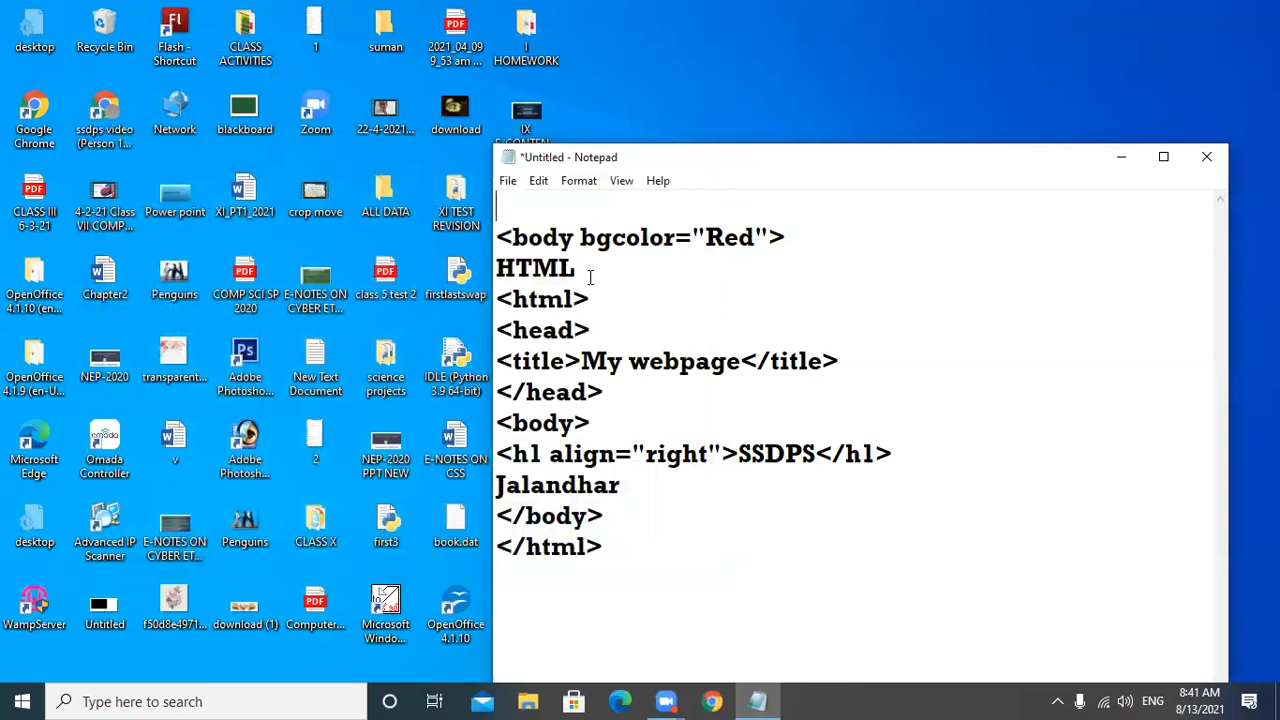 desktop
Recycle Bin
Flash -
Shortcut
CLASS
ACTIVITIES
1
suman
2021_04_09
_9_53 am ...
I
HOMEWORK
Google
Chrome
ssdps video
(Person 1...
Network
blackboard
Zoom
22-4-2021...
download
IX
CLASS III
6-3-21
4-2-21 Class
VII COMP...
Power point
XI_PT1_2021
crop move
ALL DATA
XI TEST
REVISION
OpenOffice
4.1.10 (en...
Chapter2
Penguins
COMP SCI SP
2020
E-NOTES ON
CYBER ET...
class 5 test 2
firstlastswap
OpenOffice
4.1.9 (en-U...
NEP-2020
transparent...
Adobe
Photosho...
New Text
Document
science
projects
IDLE (Python
3.9 64-bit)
Microsoft
Edge
Omada
Controller
v
Adobe
Photosh...
2
NEP-2020
PPT NEW
E-NOTES ON
CSS
desktop
Advanced IP
Scanner
E-NOTES ON
CYBER ET...
Penguins
CLASS X
first3
book.dat
WampServer
Untitled
f50d8e4971...
download (1)
Computer...
Microsoft
Windo...
OpenOffice
4.1.10
*Untitled - Notepad
File Edit Format View Help
<body bgcolor="Red">
HTML
<html>
<head>
<title>My webpage</title>
</head>
<body>
<h1 align="right">SSDPS</h1>
Jalandhar
</body>
</html>
Type here to search
ENG
8:41 AM
8/13/2021